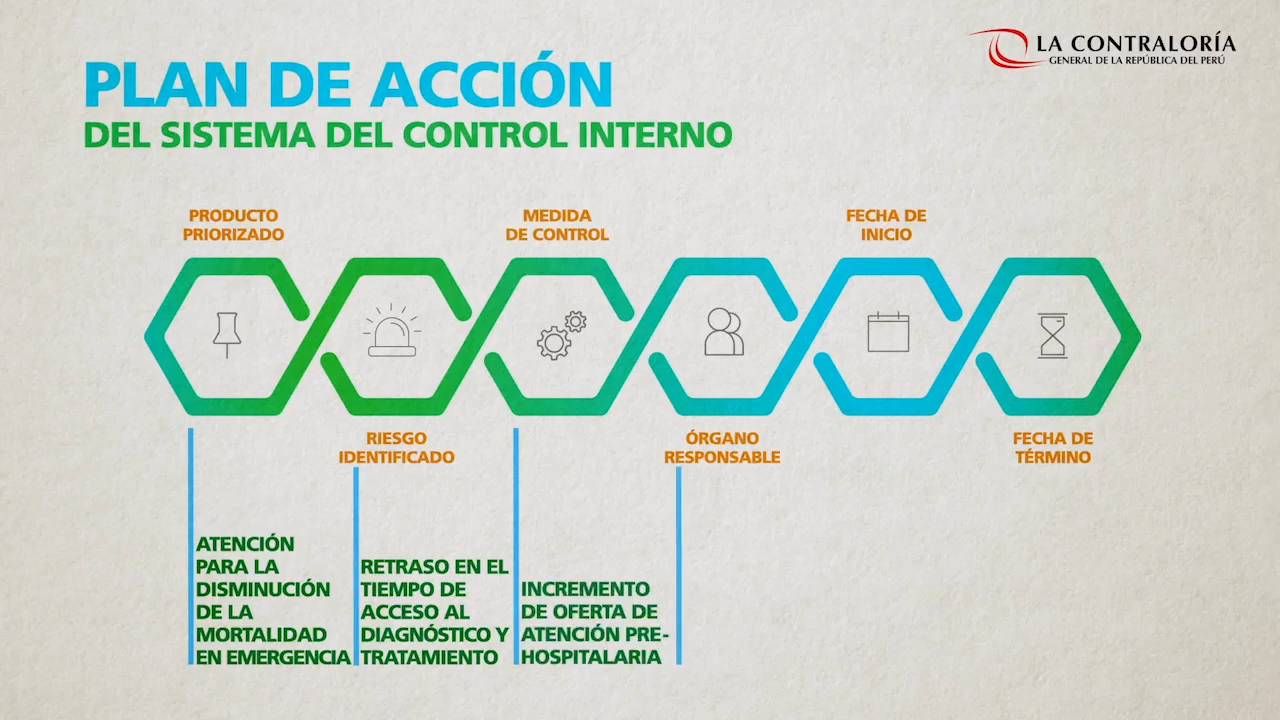 LA CONTRALORÍA
GENERAL DE LA REPÚBLICA DEL PERÚ
PLAN DE ACCIÓN
DEL SISTEMA DEL CONTROL INTERNO
PRODUCTO
PRIORIZADO
MEDIDA
DE CONTROL
FECHA DE
INICIO
RIESGO
IDENTIFICADO
ÓRGANO
RESPONSABLE
FECHA DE
TÉRMINO
ATENCIÓN
PARA LA
DISMINUCIÓN
DE LA
MORTALIDAD
EN EMERGENCIA
RETRASO EN EL
TIEMPO DE
ACCESO AL
DIAGNÓSTICO Y
TRATAMIENTO
INCREMENTO
DE OFERTA DE
ATENCIÓN PRE-
HOSPITALARIA